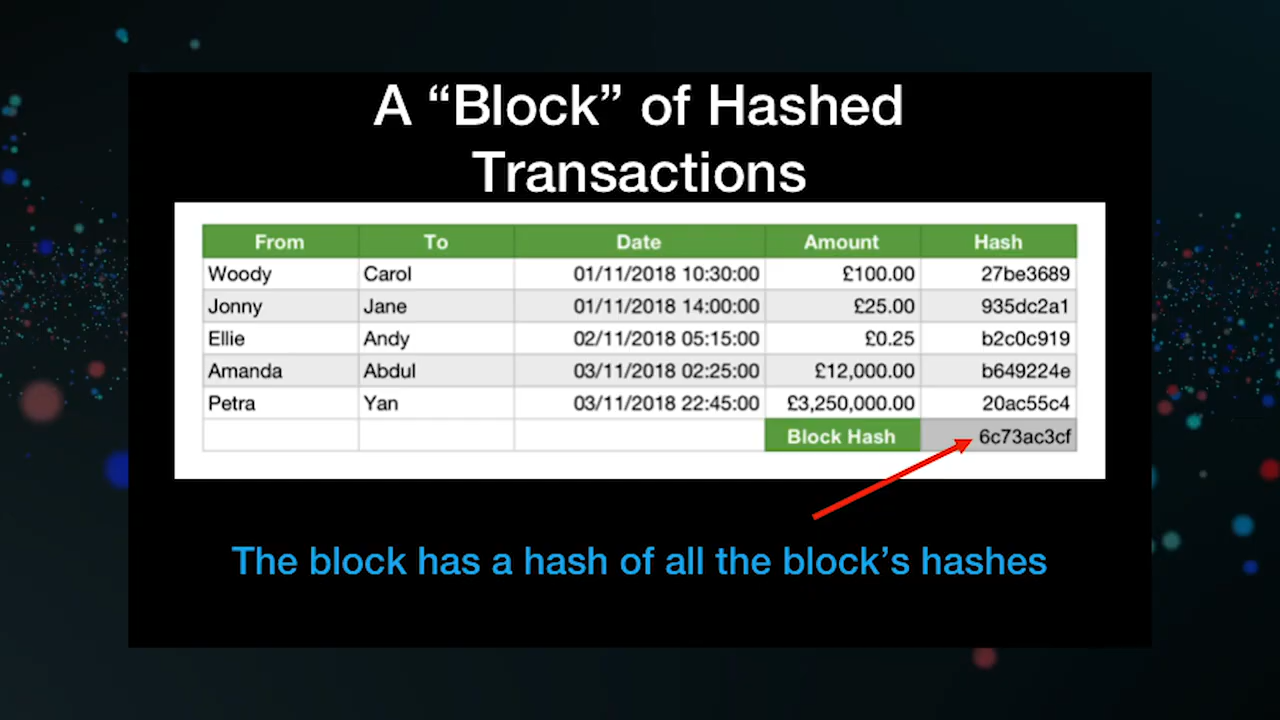 A “Block” of Hashed
Transactions
From To Date Amount Hash
Woody Carol 01/11/2018 10:30:00 £100.00 27be3689
Jonny Jane 01/11/2018 14:00:00 £25.00 935dc2a1
Ellie Andy 02/11/2018 05:15:00 £0.25 b2c0c919
Amanda Abdul 03/11/2018 02:25:00 £12,000.00 b649224e
Petra Yan 03/11/2018 22:45:00 £3,250,000.00 20ac55c4
Block Hash 6c73ac3cf
The block has a hash of all the block’s hashes